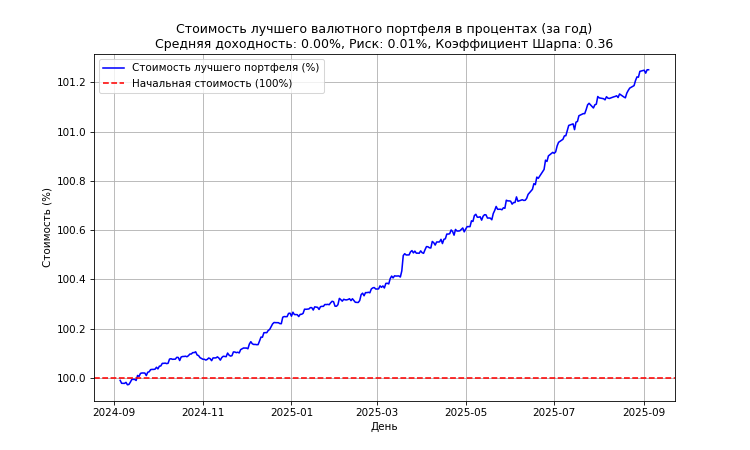 Стоимость лучшего валютного портфеля в процентах (за год)
Средняя доходность: 0.00%, Риск: 0.01%, Коэффициент Шарпа: 0.36
Стоимость лучшего портфеля (%)
Начальная стоимость (100%)
Стоимость (%)
101.2
101.0
100.8
100.6
100.4
100.2
100.0
2024-09 2024-11 2025-01 2025-03 2025-05 2025-07 2025-09
День